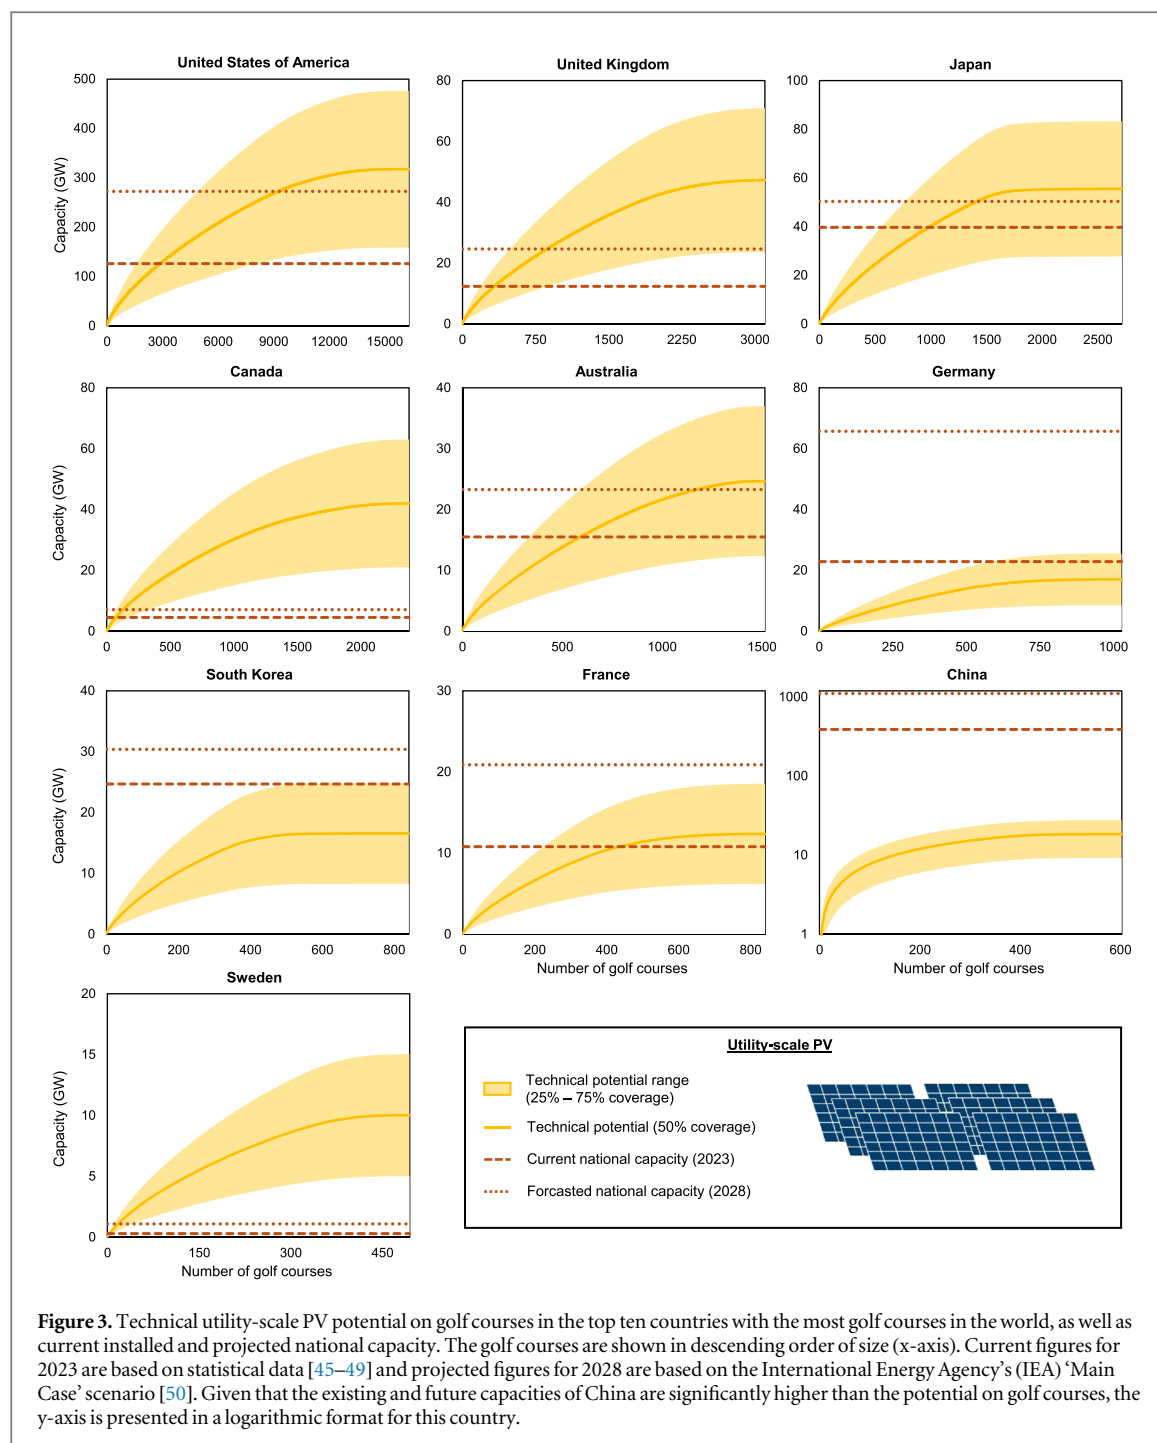 United States of America
United Kingdom
Japan
Capacity (GW)
500
400
300
200
100
0
0 3000 6000 9000 12000 15000
80
60
40
20
0
0 750 1500 2250 3000
100
80
60
40
20
0
0 500 1000 1500 2000 2500
Canada
Australia
Germany
Capacity (GW)
80
60
40
20
0
0 500 1000 1500 2000
40
30
20
10
0
0 500 1000 1500
80
60
40
20
0
0 250 500 750 1000
South Korea
France
China
Capacity (GW)
40
30
20
10
0
0 200 400 600 800
30
20
10
0
0 200 400 600 800
Number of golf courses
1000
100
10
1
0 200 400 600
Number of golf courses
Sweden
Capacity (GW)
20
15
10
5
0
0 150 300 450
Number of golf courses
Utility-scale PV
Technical potential range
(25% – 75% coverage)
Technical potential (50% coverage)
Current national capacity (2023)
Forcasted national capacity (2028)
Figure 3. Technical utility-scale PV potential on golf courses in the top ten countries with the most golf courses in the world, as well as
current installed and projected national capacity. The golf courses are shown in descending order of size (x-axis). Current figures for
2023 are based on statistical data [45–49] and projected figures for 2028 are based on the International Energy Agency's (IEA) 'Main
Case' scenario [50]. Given that the existing and future capacities of China are significantly higher than the potential on golf courses, the
y-axis is presented in a logarithmic format for this country.